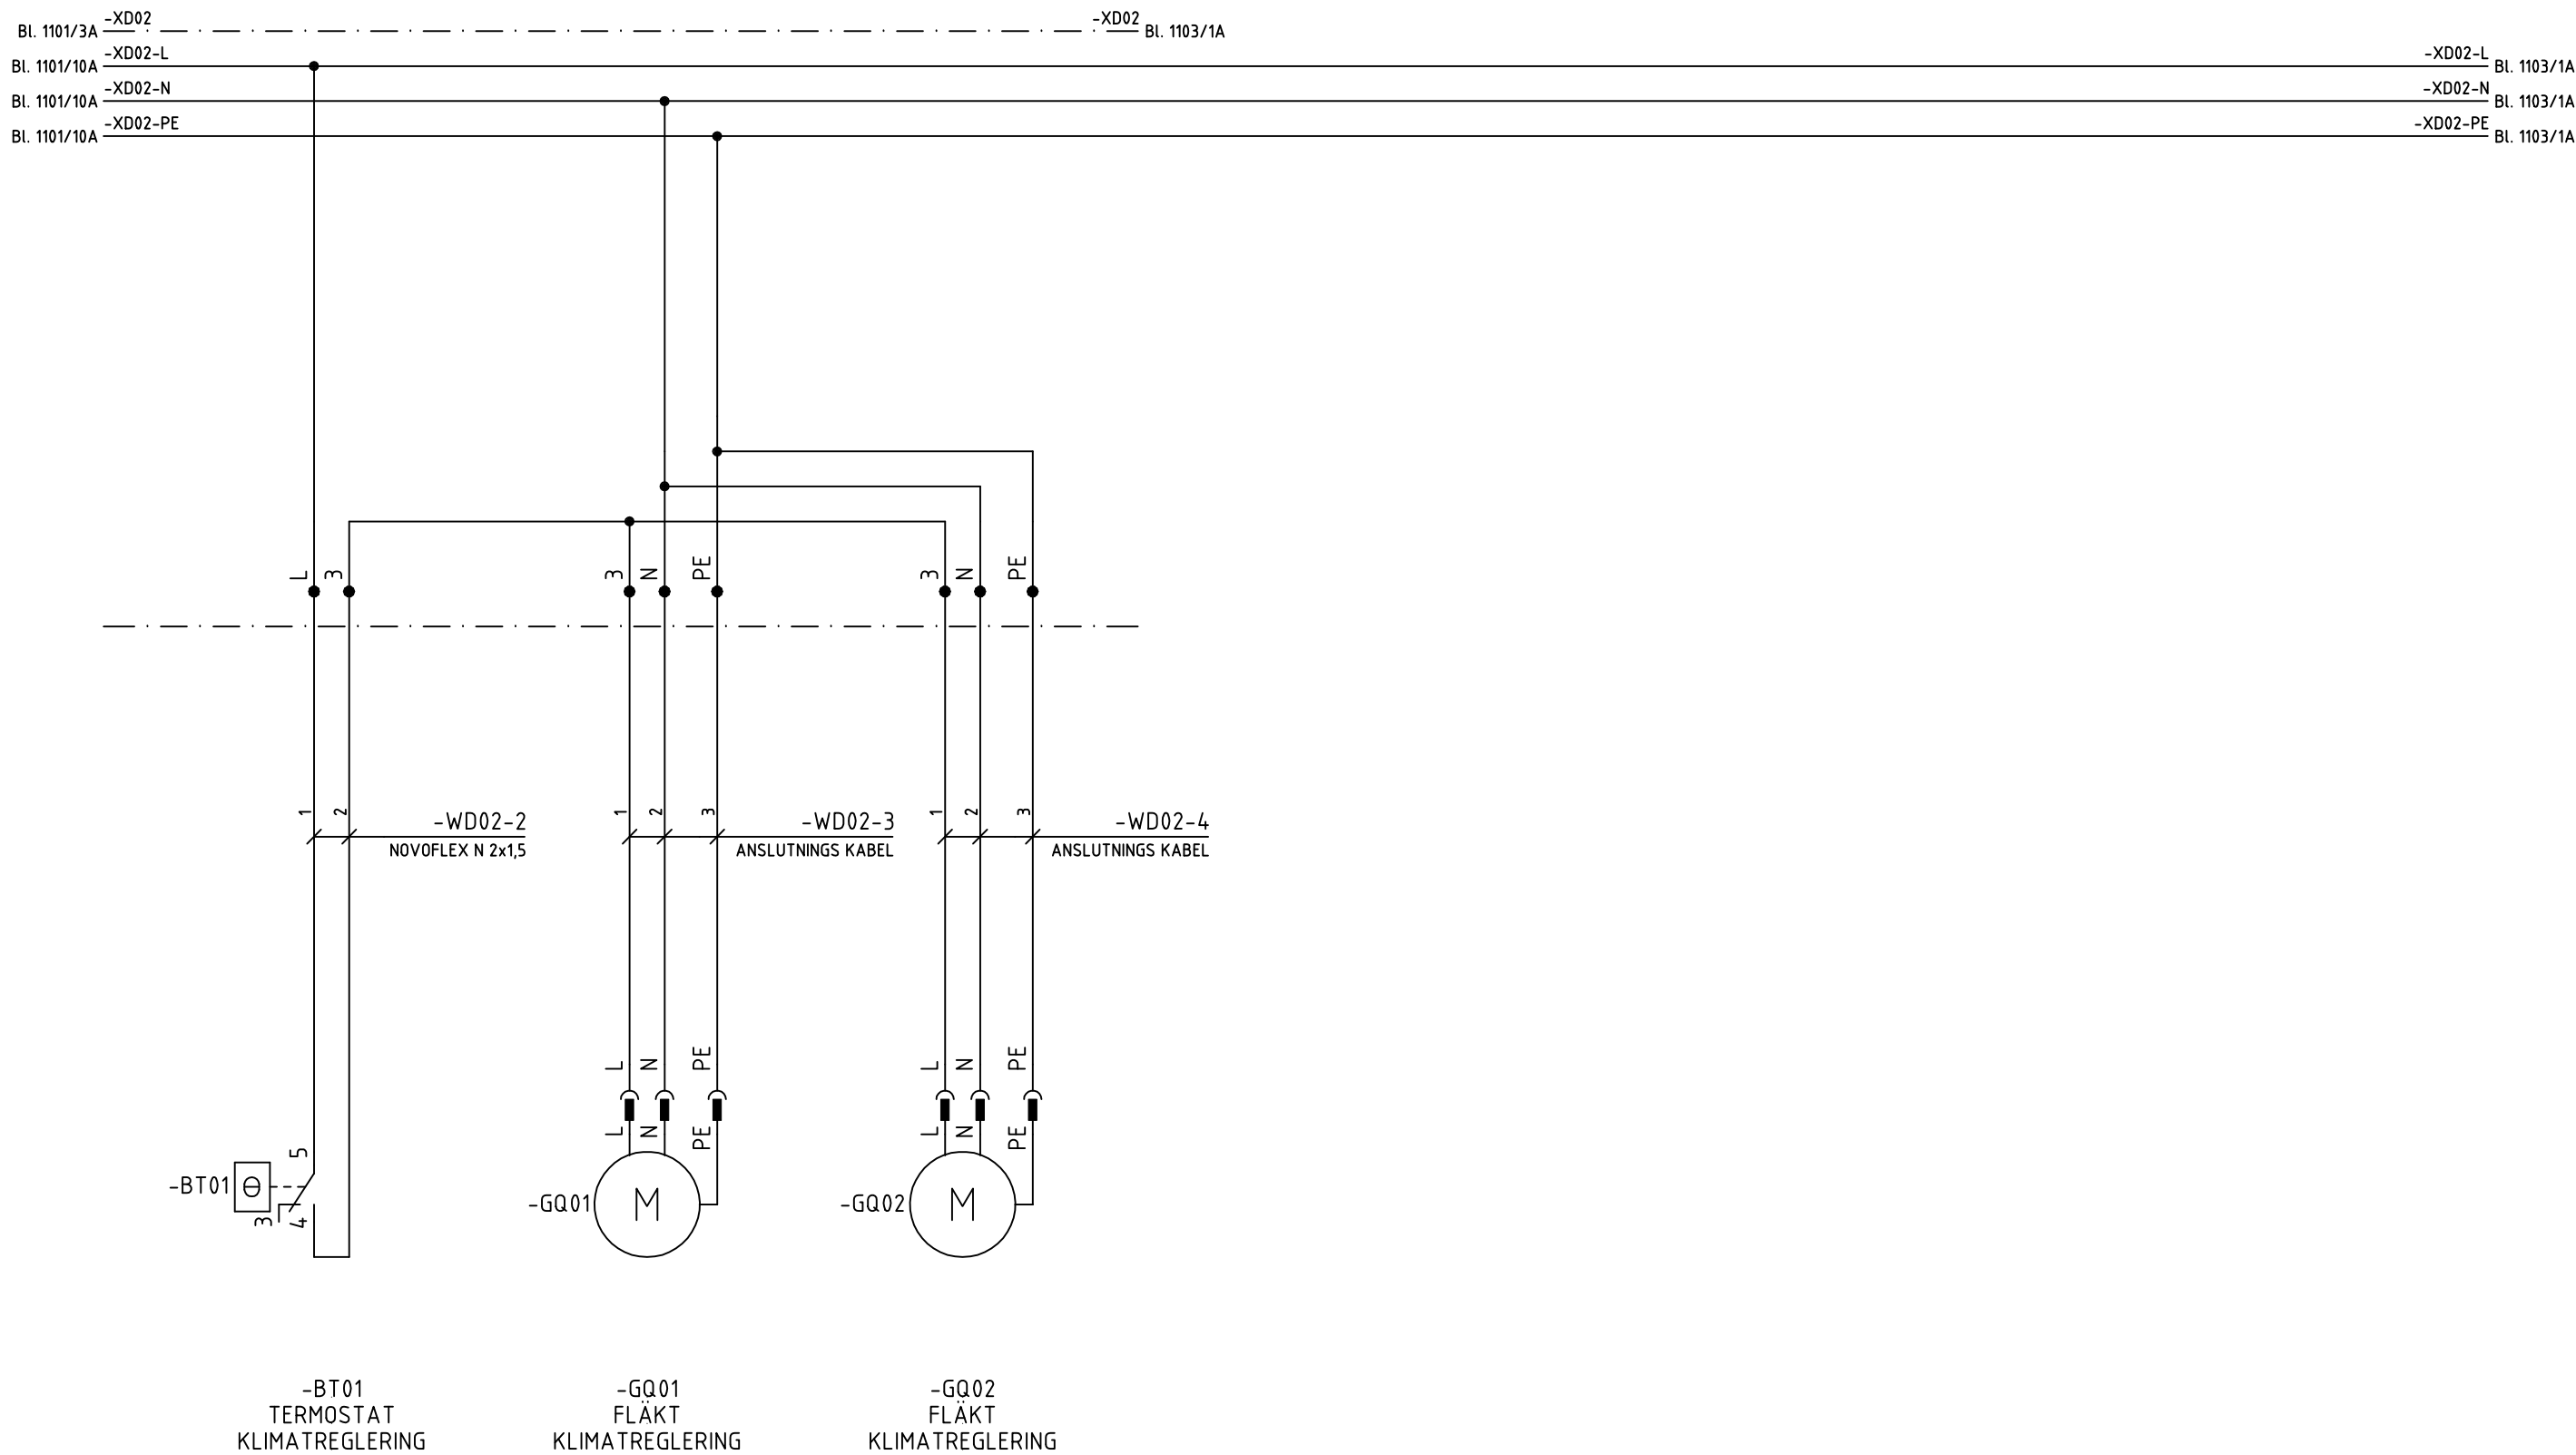 -XD02 -XD02
Bl. 1101/3A Bl. 1103/1A
-XD02-L -XD02-L
Bl. 1101/10A Bl. 1103/1A
-XD02-N -XD02-N
Bl. 1101/10A Bl. 1103/1A
-XD02-PE -XD02-PE
Bl. 1101/10A Bl. 1103/1A
L 3 3 N PE 3 N PE
1 2 1 2 3 1 2 3
-WD02-2 -WD02-3 -WD02-4
NOVOFLEX N 2x1,5 ANSLUTNINGS KABEL ANSLUTNINGS KABEL
L N PE L N PE
L N PE L N PE
5
-BT01 Θ -GQ01 M -GQ02 M
3 4
-BT01
TERMOSTAT
KLIMATREGLERING
-GQ01
FLÄKT
KLIMATREGLERING
-GQ02
FLÄKT
KLIMATREGLERING